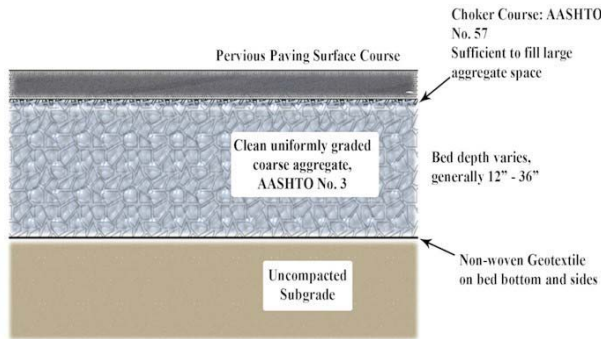 Choker Course: AASHTO
No. 57
Sufficient to fill large
aggregate space
Pervious Paving Surface Course
Clean uniformly graded
coarse aggregate,
AASHTO No. 3
Bed depth varies,
generally 12” - 36”
Non-woven Geotextile
on bed bottom and sides
Uncompacted
Subgrade